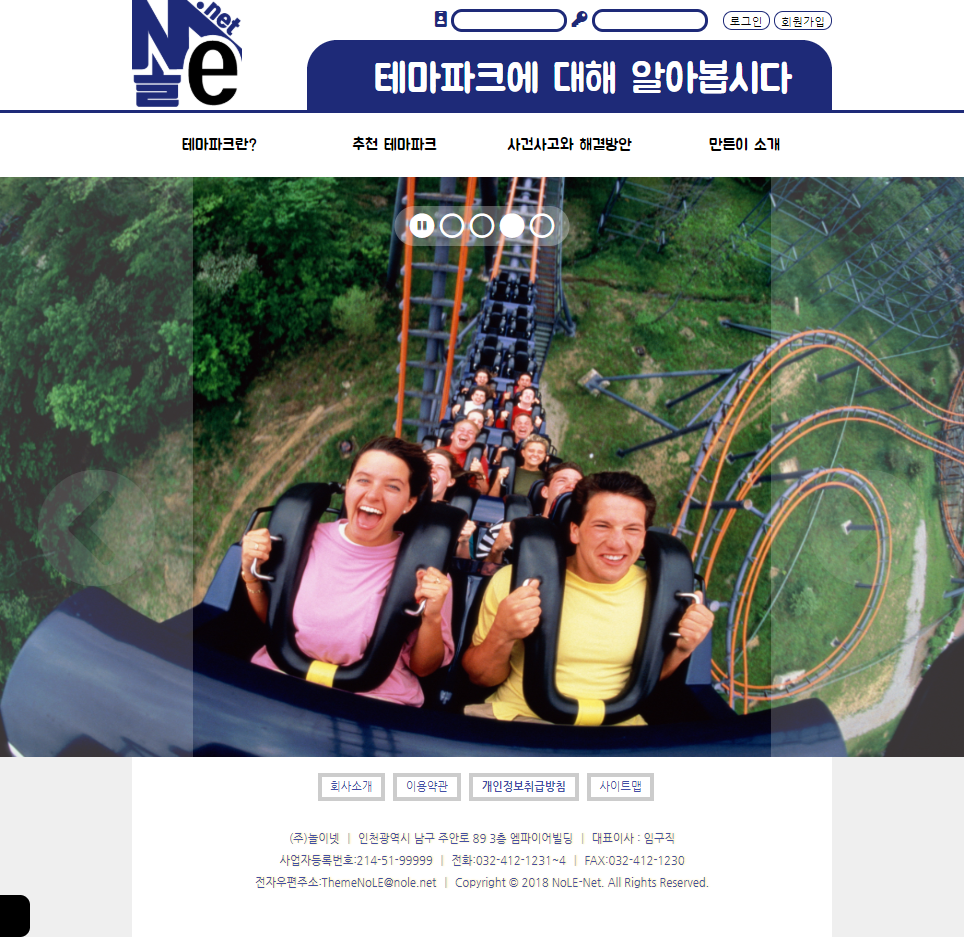 No
.net
놀
e
로그인
회원가입
테마파크에 대해 알아봅시다
테마파크란?
추천 테마파크
사건사고와 해결방안
만든이 소개
회사소개
이용약관
개인정보취급방침
사이트맵
(주)놀이넷 | 인천광역시 남구 주안로 89 3층 엠파이어빌딩 | 대표이사 : 임구직
사업자등록번호:214-51-99999 | 전화:032-412-1231~4 | FAX:032-412-1230
전자우편주소:ThemeNoLE@nole.net | Copyright © 2018 NoLE-Net. All Rights Reserved.